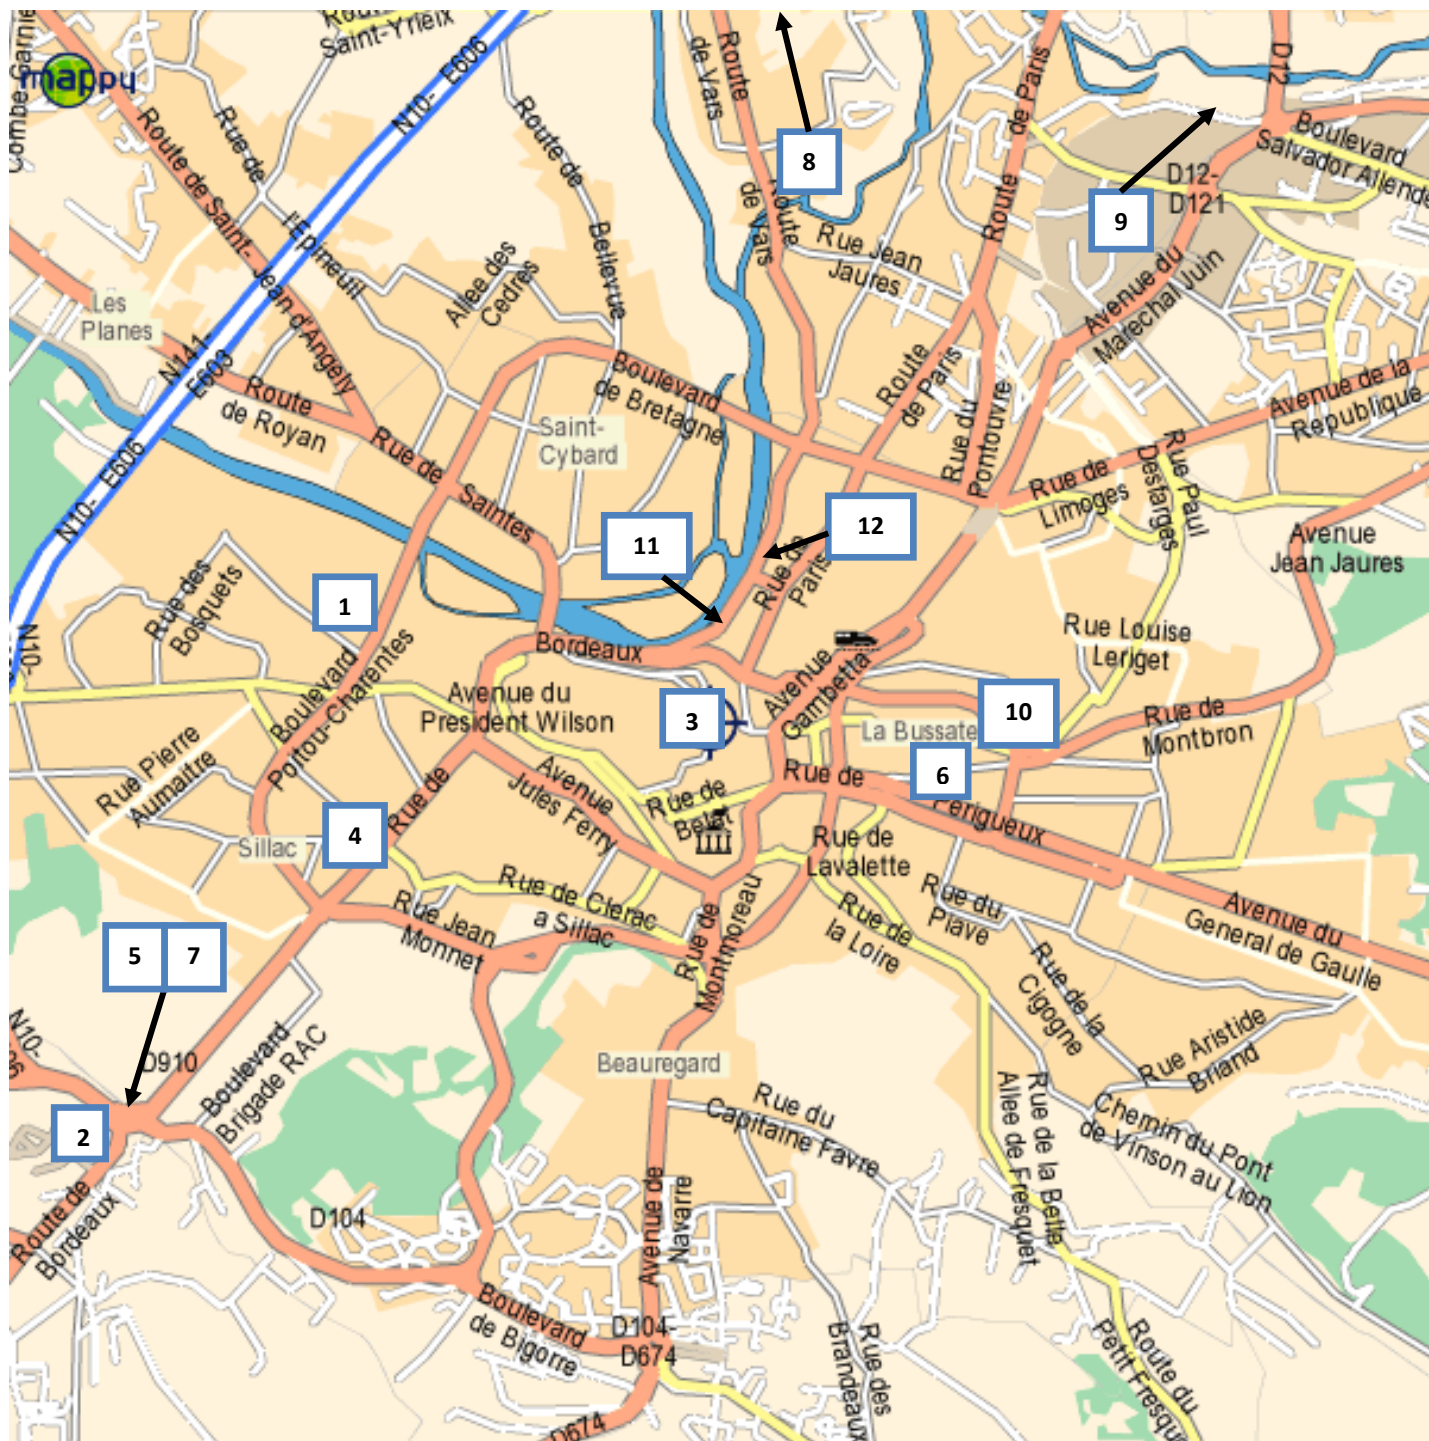 Route
Saint-Yrieix
mappy
N10- E606
Route
de Vars
8
Route
de Paris
D12
Boulevard
Salvador Allende
D12-
D121
9
Rue de
l'Epineuil
Route de Saint-
Jean d'Angely
Route de
Bellevue
Route
de Vars
Rue Jean
Jaures
Allee des
Cedres
Avenue du
Marechal Juin
Les
Planes
N141-
E603
Route
de Royan
Boulevard
de Bretagne
Route
de Paris
Rue du
Pontouvre
Avenue de la
Republique
Saint-
Cybard
Rue de
Saintes
N10- E606
Rue de
Limoges
Rue Paul
Deslarges
Avenue
Jean Jaures
12
11
Rue de
Paris
1
Rue des
Bosquets
N10-
Bordeaux
Rue Louise
Leriget
Boulevard
Poitou-Charentes
Avenue du
President Wilson
3
Avenue
Gambetta
La Bussate
10
Rue de
Montbron
Rue Pierre
Aumaitre
6
Rue de
Perigueux
Avenue
Jules Ferry
Rue de
Belat
4
Rue de
Sillac
Rue de
Lavalette
Rue de Clerac
a Sillac
Rue Jean
Monnet
Rue de
Montmoreau
Rue de
la Loire
Rue du
Plave
Avenue du
General de Gaulle
5
7
Rue de la
Cigogne
N10-
D910
Boulevard
Brigade RAC
Beauregard
Rue Aristide
Briand
2
Rue du
Capitaine Favre
Chemin du Pont
de Vinson au Lion
Rue de la Belle
Allee de Fresquet
Route de
Bordeaux
D104
Avenue de
Navarre
Boulevard
de Bigorre
D104-
D674
Rue des
Brandeaux
Route du
Petit Fresqu
D674